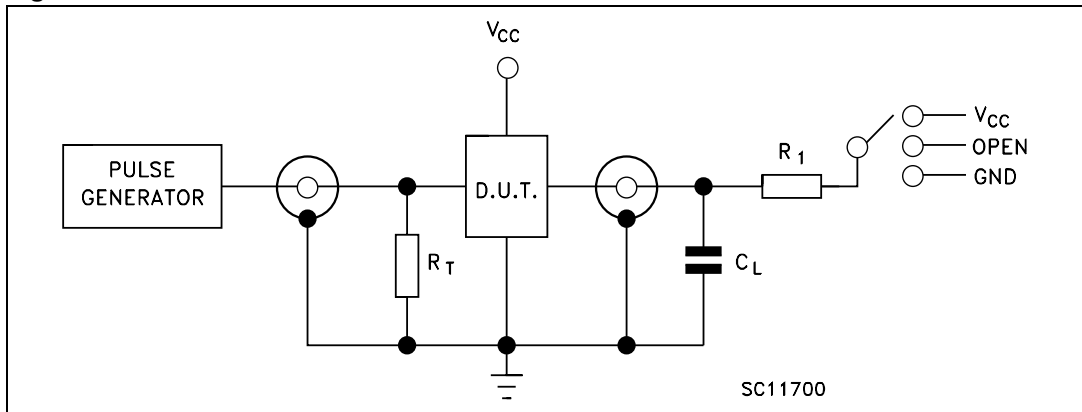 VCC
PULSE
GENERATOR
D.U.T.
RT
CL
R1
VCC
OPEN
GND
SC11700